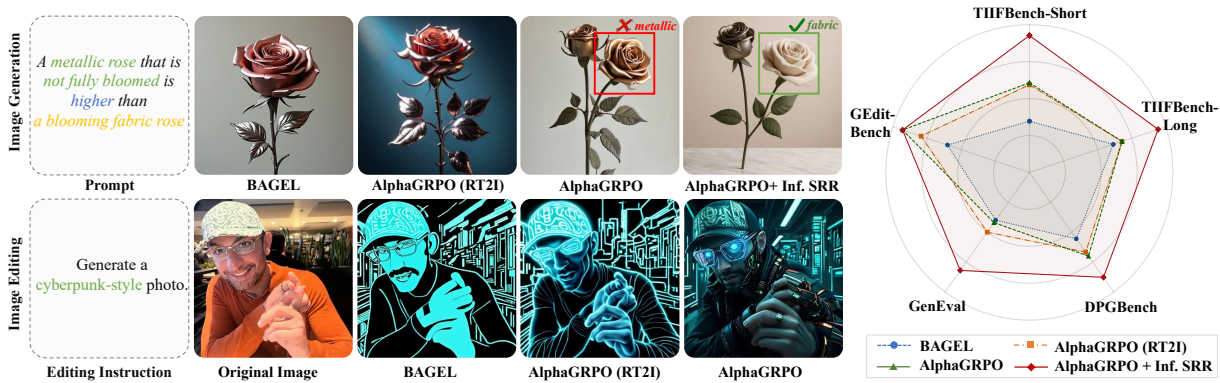 Image Generation
A metallic rose that is
not fully bloomed is
higher than
a blooming fabric rose
Prompt
BAGEL
AlphaGRPO (RT2I)
metallic
AlphaGRPO
fabric
AlphaGRPO+ Inf. SRR
Image Editing
Generate a
cyberpunk-style photo.
Editing Instruction
Original Image
BAGEL
AlphaGRPO (RT2I)
AlphaGRPO
TIIFBench-Short
TIIFBench-
Long
GEdit-
Bench
GenEval
DPGBench
BAGEL
AlphaGRPO (RT2I)
AlphaGRPO
AlphaGRPO + Inf. SRR